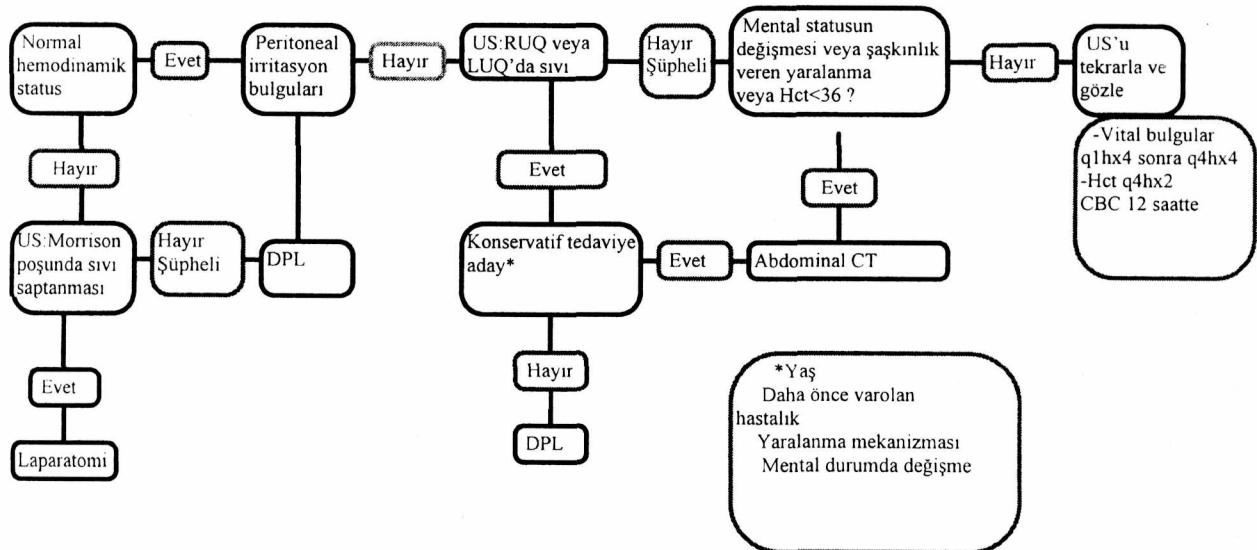 Normal
hemodinamik
status
Evet
Peritoneal
irritasyon
bulguları
Hayır
US:RUQ veya
LUQ'da sıvı
Hayır
Şüpheli
Mental statusun
değişmesi veya şaşkınlık
veren yaralanma
veya Hct<36 ?
Hayır
US'u
tekrarla ve
gözle
-Vital bulgular
q1hx4 sonra q4hx4
-Hct q4hx2
CBC 12 saatte
Hayır
Evet
Evet
US:Morrison
poşunda sıvı
saptanması
Hayır
Şüpheli
DPL
Konservatif tedaviye
aday*
Evet
Abdominal CT
Evet
Laparatomi
Hayır
DPL
*Yaş
Daha önce varolan
hastalık
Yaralanma mekanizması
Mental durumda değişme